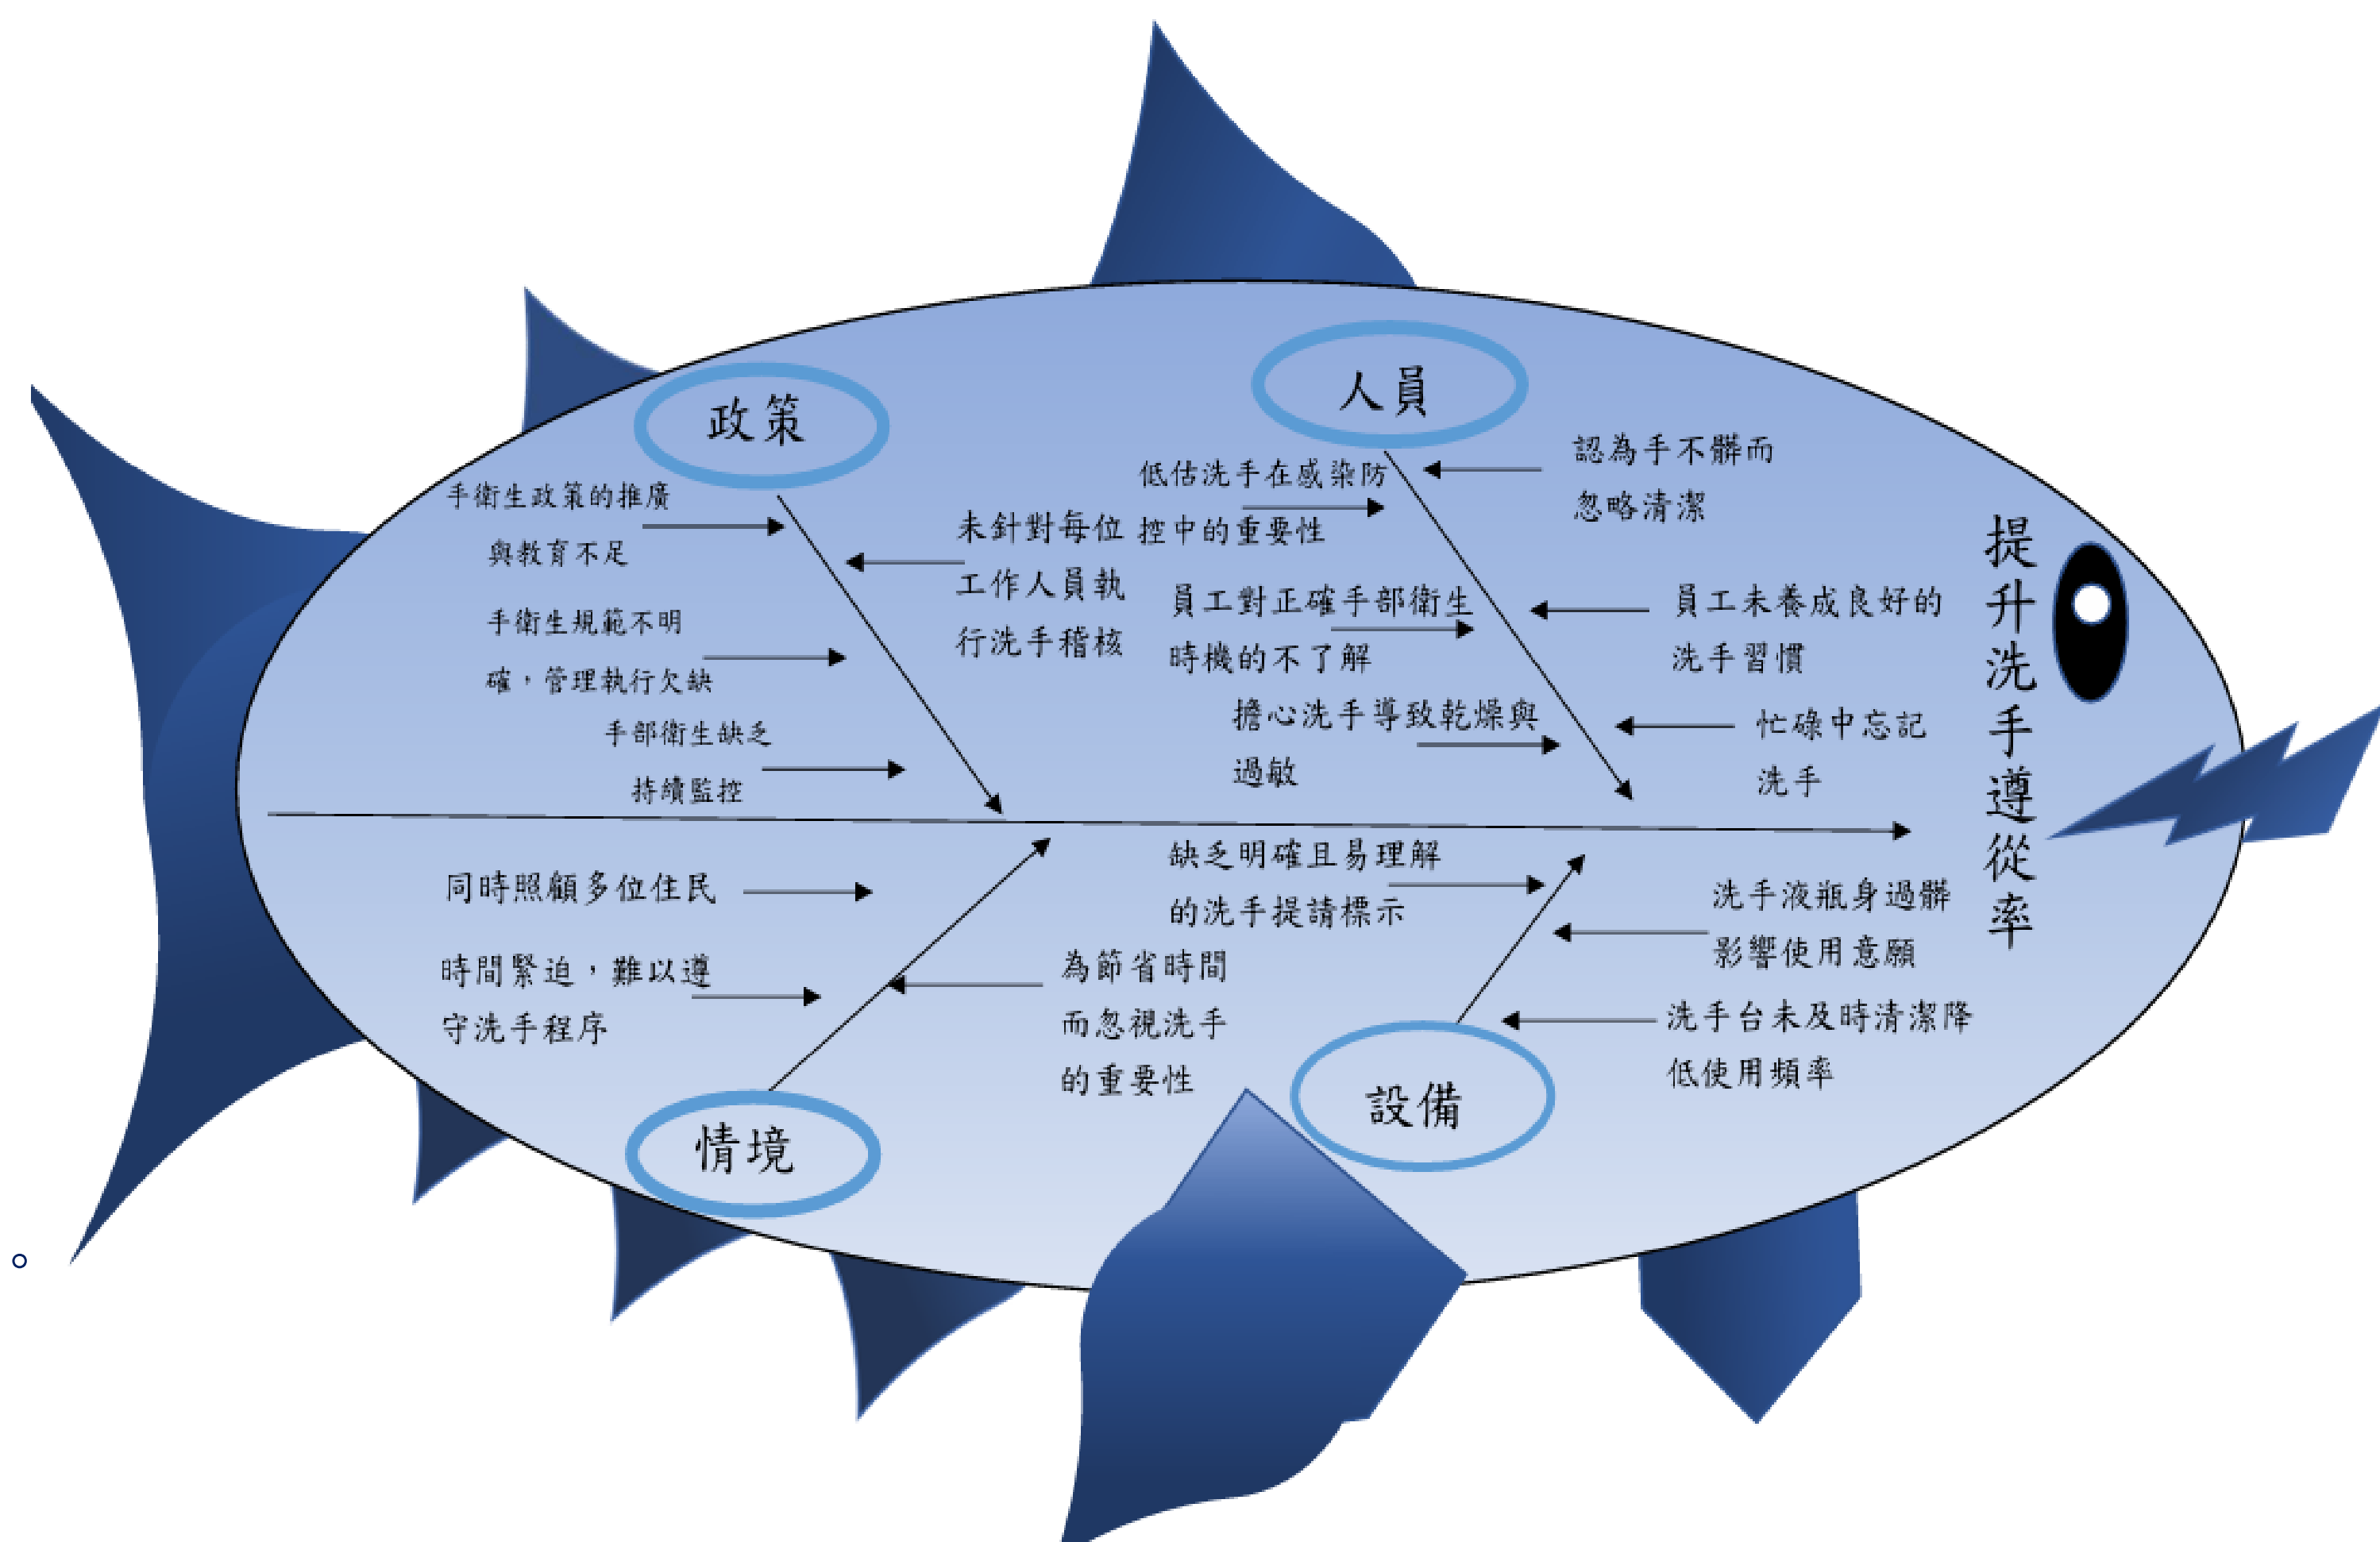 政策
手衛生政策的推廣
與教育不足
手衛生規範不明
確，管理執行欠缺
手部衛生缺乏
持續監控
未針對每位
工作人員執
行洗手稽核
人員
低估洗手在感染防
控中的重要性
員工對正確手部衛生
時機的不了解
擔心洗手導致乾燥與
過敏
認為手不髒而
忽略清潔
員工未養成良好的
洗手習慣
忙碌中忘記
洗手
提升洗手遵從率
同時照顧多位住民
時間緊迫，難以遵
守洗手程序
為節省時間
而忽視洗手
的重要性
情境
缺乏明確且易理解
的洗手提請標示
洗手液瓶身過髒
影響使用意願
洗手台未及時清潔降
低使用頻率
設備
。